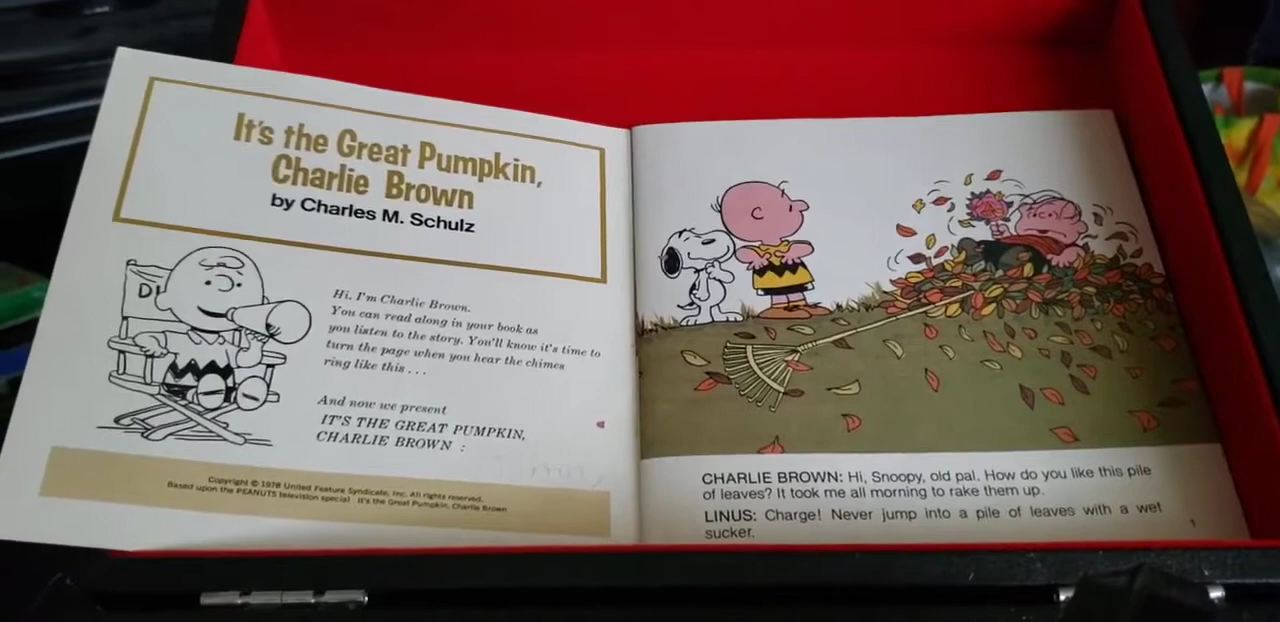 It's the Great Pumpkin,
Charlie Brown
by Charles M. Schulz
DI
Hi. I'm Charlie Brown.
You can read along in your book as
you listen to the story. You'll know it's time to
turn the page when you hear the chimes
ring like this . . .
And now we present
IT'S THE GREAT PUMPKIN,
CHARLIE BROWN :
Copyright © 1978 United Feature Syndicate, Inc. All rights reserved.
Based upon the PEANUTS television special It's the Great Pumpkin, Charlie Brown
CHARLIE BROWN: Hi, Snoopy, old pal. How do you like this pile
of leaves? It took me all morning to rake them up.
LINUS: Charge! Never jump into a pile of leaves with a wet
sucker.
1